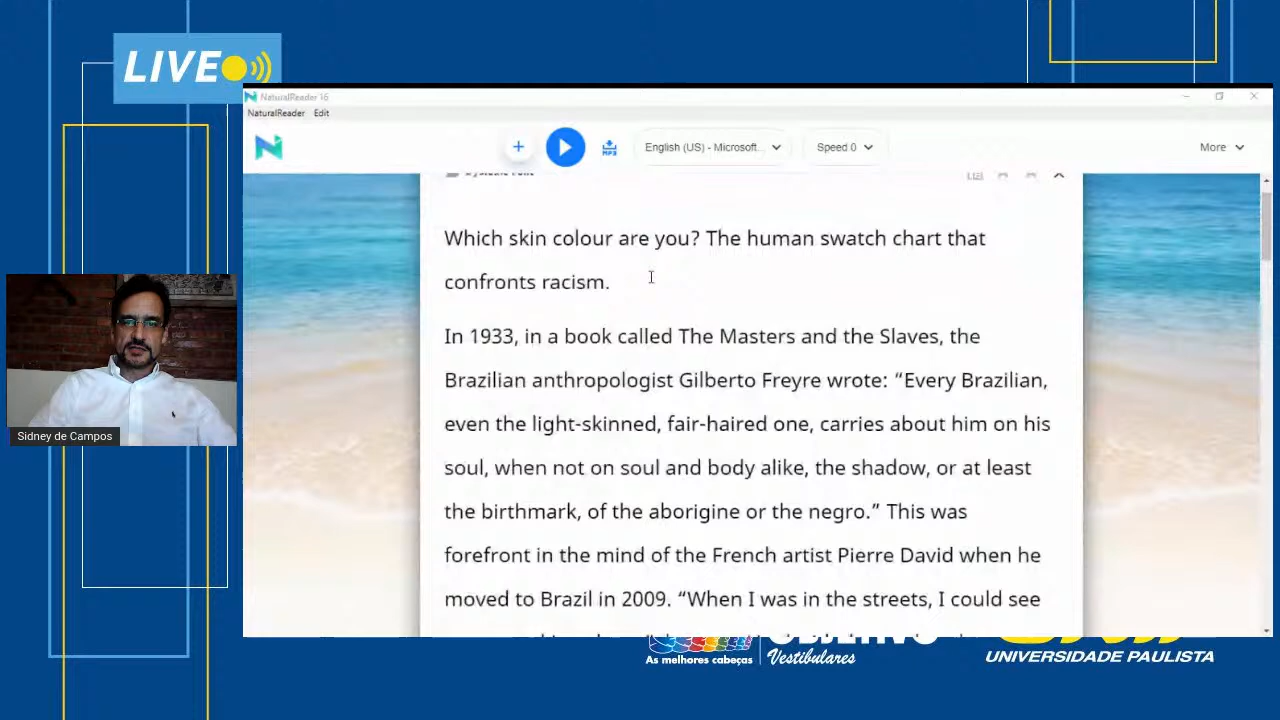 LIVE
NaturalReader 16
NaturalReader Edit
MP3
English (US) - Microsoft...
Speed 0
More
Which skin colour are you? The human swatch chart that
confronts racism.
In 1933, in a book called The Masters and the Slaves, the
Brazilian anthropologist Gilberto Freyre wrote: “Every Brazilian,
even the light-skinned, fair-haired one, carries about him on his
soul, when not on soul and body alike, the shadow, or at least
the birthmark, of the aborigine or the negro.” This was
forefront in the mind of the French artist Pierre David when he
moved to Brazil in 2009. “When I was in the streets, I could see
Sidney de Campos
As melhores cabeças
Vestibulares
UNIVERSIDADE PAULISTA